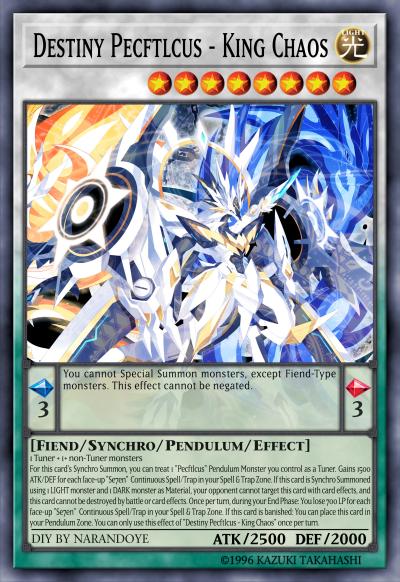 Destiny Pecftlcus - King Chaos
LIGHT
光
You cannot Special Summon monsters, except Fiend-Type
monsters. This effect cannot be negated.
3
3
[Fiend/Synchro/Pendulum/Effect]
1 Tuner + 1+ non-Tuner monsters
For this card's Synchro Summon, you can treat 1 "Pecftlcus" Pendulum Monster you control as a Tuner. Gains 1500
ATK/DEF for each face-up "Se7en" Continuous Spell/Trap in your Spell & Trap Zone. If this card is Synchro Summoned
using 1 LIGHT monster and 1 DARK monster as Material, your opponent cannot target this card with card effects, and
this card cannot be destroyed by battle or card effects. Once per turn, during your End Phase: You lose 700 LP for each
face-up "Se7en" Continuous Spell/Trap in your Spell & Trap Zone. If this card is banished: You can place this card in
your Pendulum Zone. You can only use this effect of "Destiny Pecftlcus - King Chaos" once per turn.
DIY BY NARANDOYE
ATK/2500 DEF/2000
©1996 KAZUKI TAKAHASHI